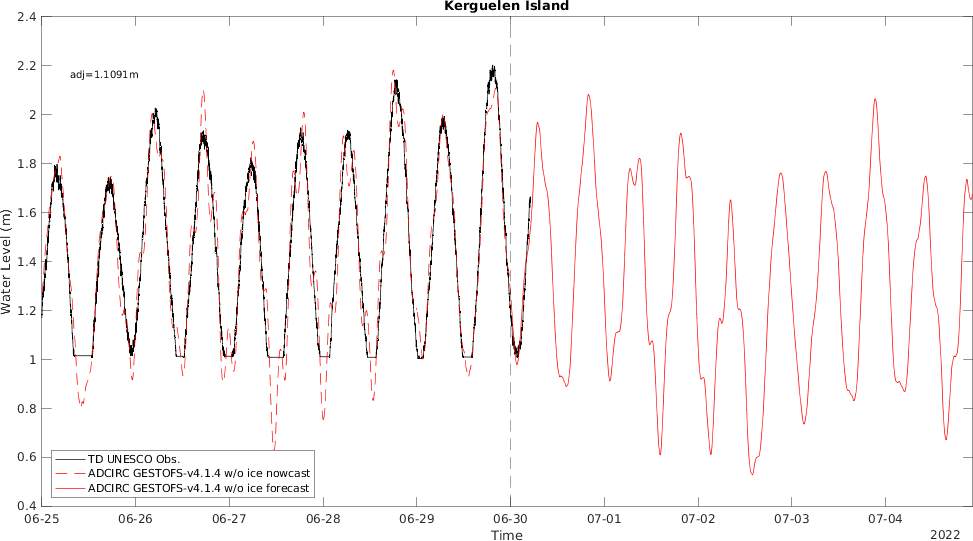 Kerguelen Island
2.4
2.2
2
1.8
1.6
1.4
1.2
1
0.8
0.6
0.4
Water Level (m)
adj=1.1091m
TD UNESCO Obs.
ADCIRC GESTOFS-v4.1.4 w/o ice nowcast
ADCIRC GESTOFS-v4.1.4 w/o ice forecast
06-25 06-26 06-27 06-28 06-29 06-30 07-01 07-02 07-03 07-04
Time
2022